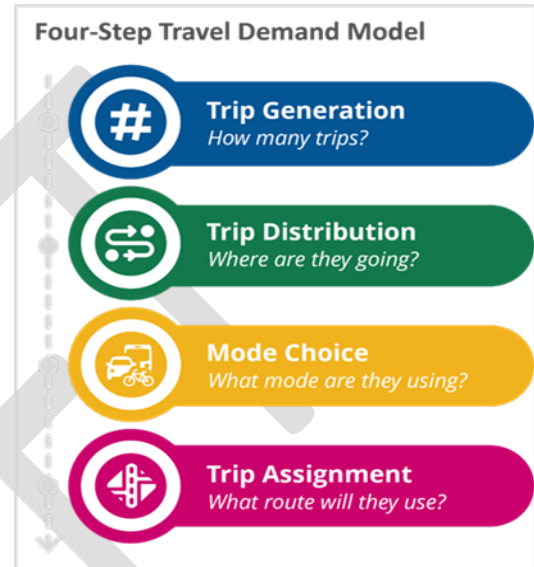 Four-Step Travel Demand Model
#
Trip Generation
How many trips?
Trip Distribution
Where are they going?
Mode Choice
What mode are they using?
Trip Assignment
What route will they use?